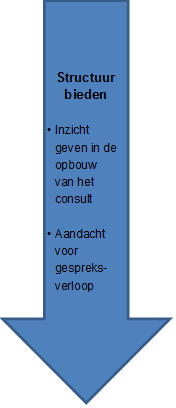 Structuur
bieden
• Inzicht
geven in de
opbouw
van het
consult
• Aandacht
voor
gespreks-
verloop